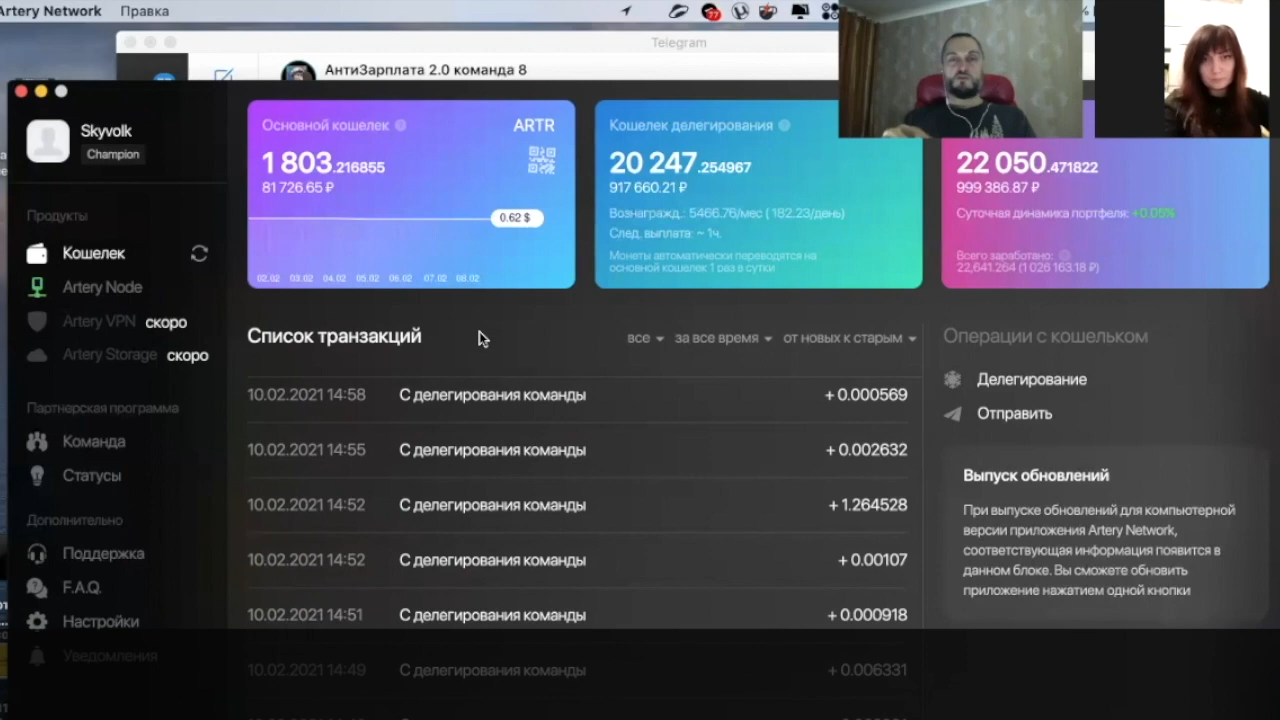 Artery Network Правка
77
Telegram
АнтиЗарплата 2.0 команда 8
Skyvolk
Champion
Продукты
Кошелек
Artery Node
Artery VPN скоро
Artery Storage скоро
Партнерская программа
Команда
Статусы
Дополнительно
Поддержка
F.A.Q.
Настройки
Уведомления
Основной кошелек ARTR
1 803.216855
81 726.65 ₽
0.62 $
02.02 03.02 04.02 05.02 06.02 07.02 08.02
Кошелек делегирования
20 247.254967
917 660.21 ₽
Вознагражд.: 5466.76/мес ( 182.23/день)
След. выплата: ~ 1ч.
Монеты автоматически переводятся на
основной кошелек 1 раз в сутки
22 050.471822
999 386.87 ₽
Суточная динамика портфеля: +0.05%
Всего заработано:
22,641.264 (1 026 163.18 ₽)
Список транзакций
все за все время от новых к старым
10.02.2021 14:58 С делегирования команды + 0.000569
10.02.2021 14:55 С делегирования команды + 0.002632
10.02.2021 14:52 С делегирования команды + 1.264528
10.02.2021 14:52 С делегирования команды + 0.00107
10.02.2021 14:51 С делегирования команды + 0.000918
10.02.2021 14:49 С делегирования команды + 0.006331
Операции с кошельком
Делегирование
Отправить
Выпуск обновлений
При выпуске обновлений для компьютерной
версии приложения Artery Network,
соответствующая информация появится в
данном блоке. Вы сможете обновить
приложение нажатием одной кнопки